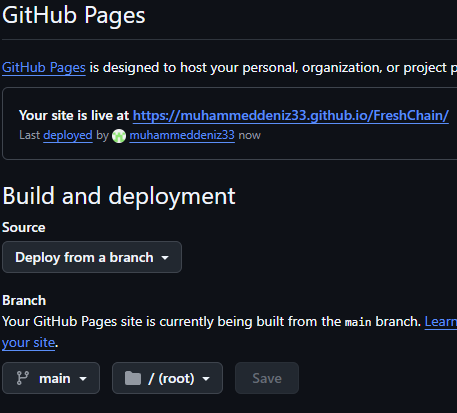 GitHub Pages
GitHub Pages is designed to host your personal, organization, or project p
Your site is live at https://muhammeddeniz33.github.io/FreshChain/
Last deployed by muhammeddeniz33 now
Build and deployment
Source
Deploy from a branch
Branch
Your GitHub Pages site is currently being built from the main branch. Learn
your site.
main / (root) Save